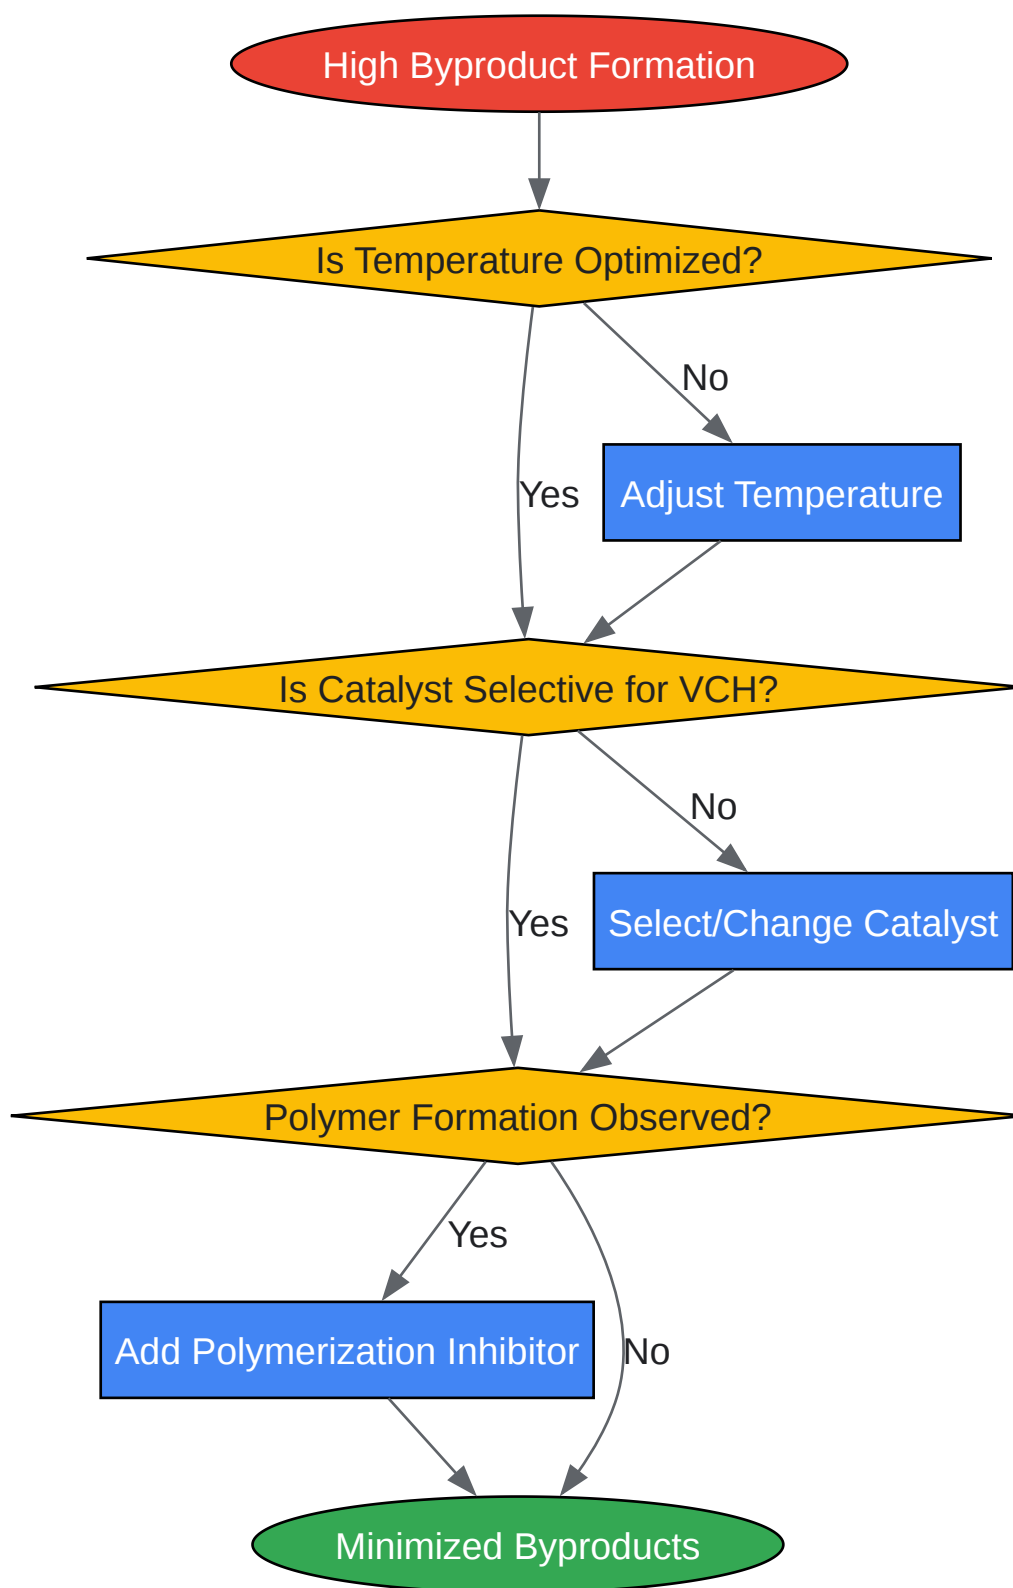 High Byproduct Formation
Is Temperature Optimized?
No
Yes
Adjust Temperature
Is Catalyst Selective for VCH?
No
Yes
Select/Change Catalyst
Polymer Formation Observed?
Yes
Add Polymerization Inhibitor
No
Minimized Byproducts